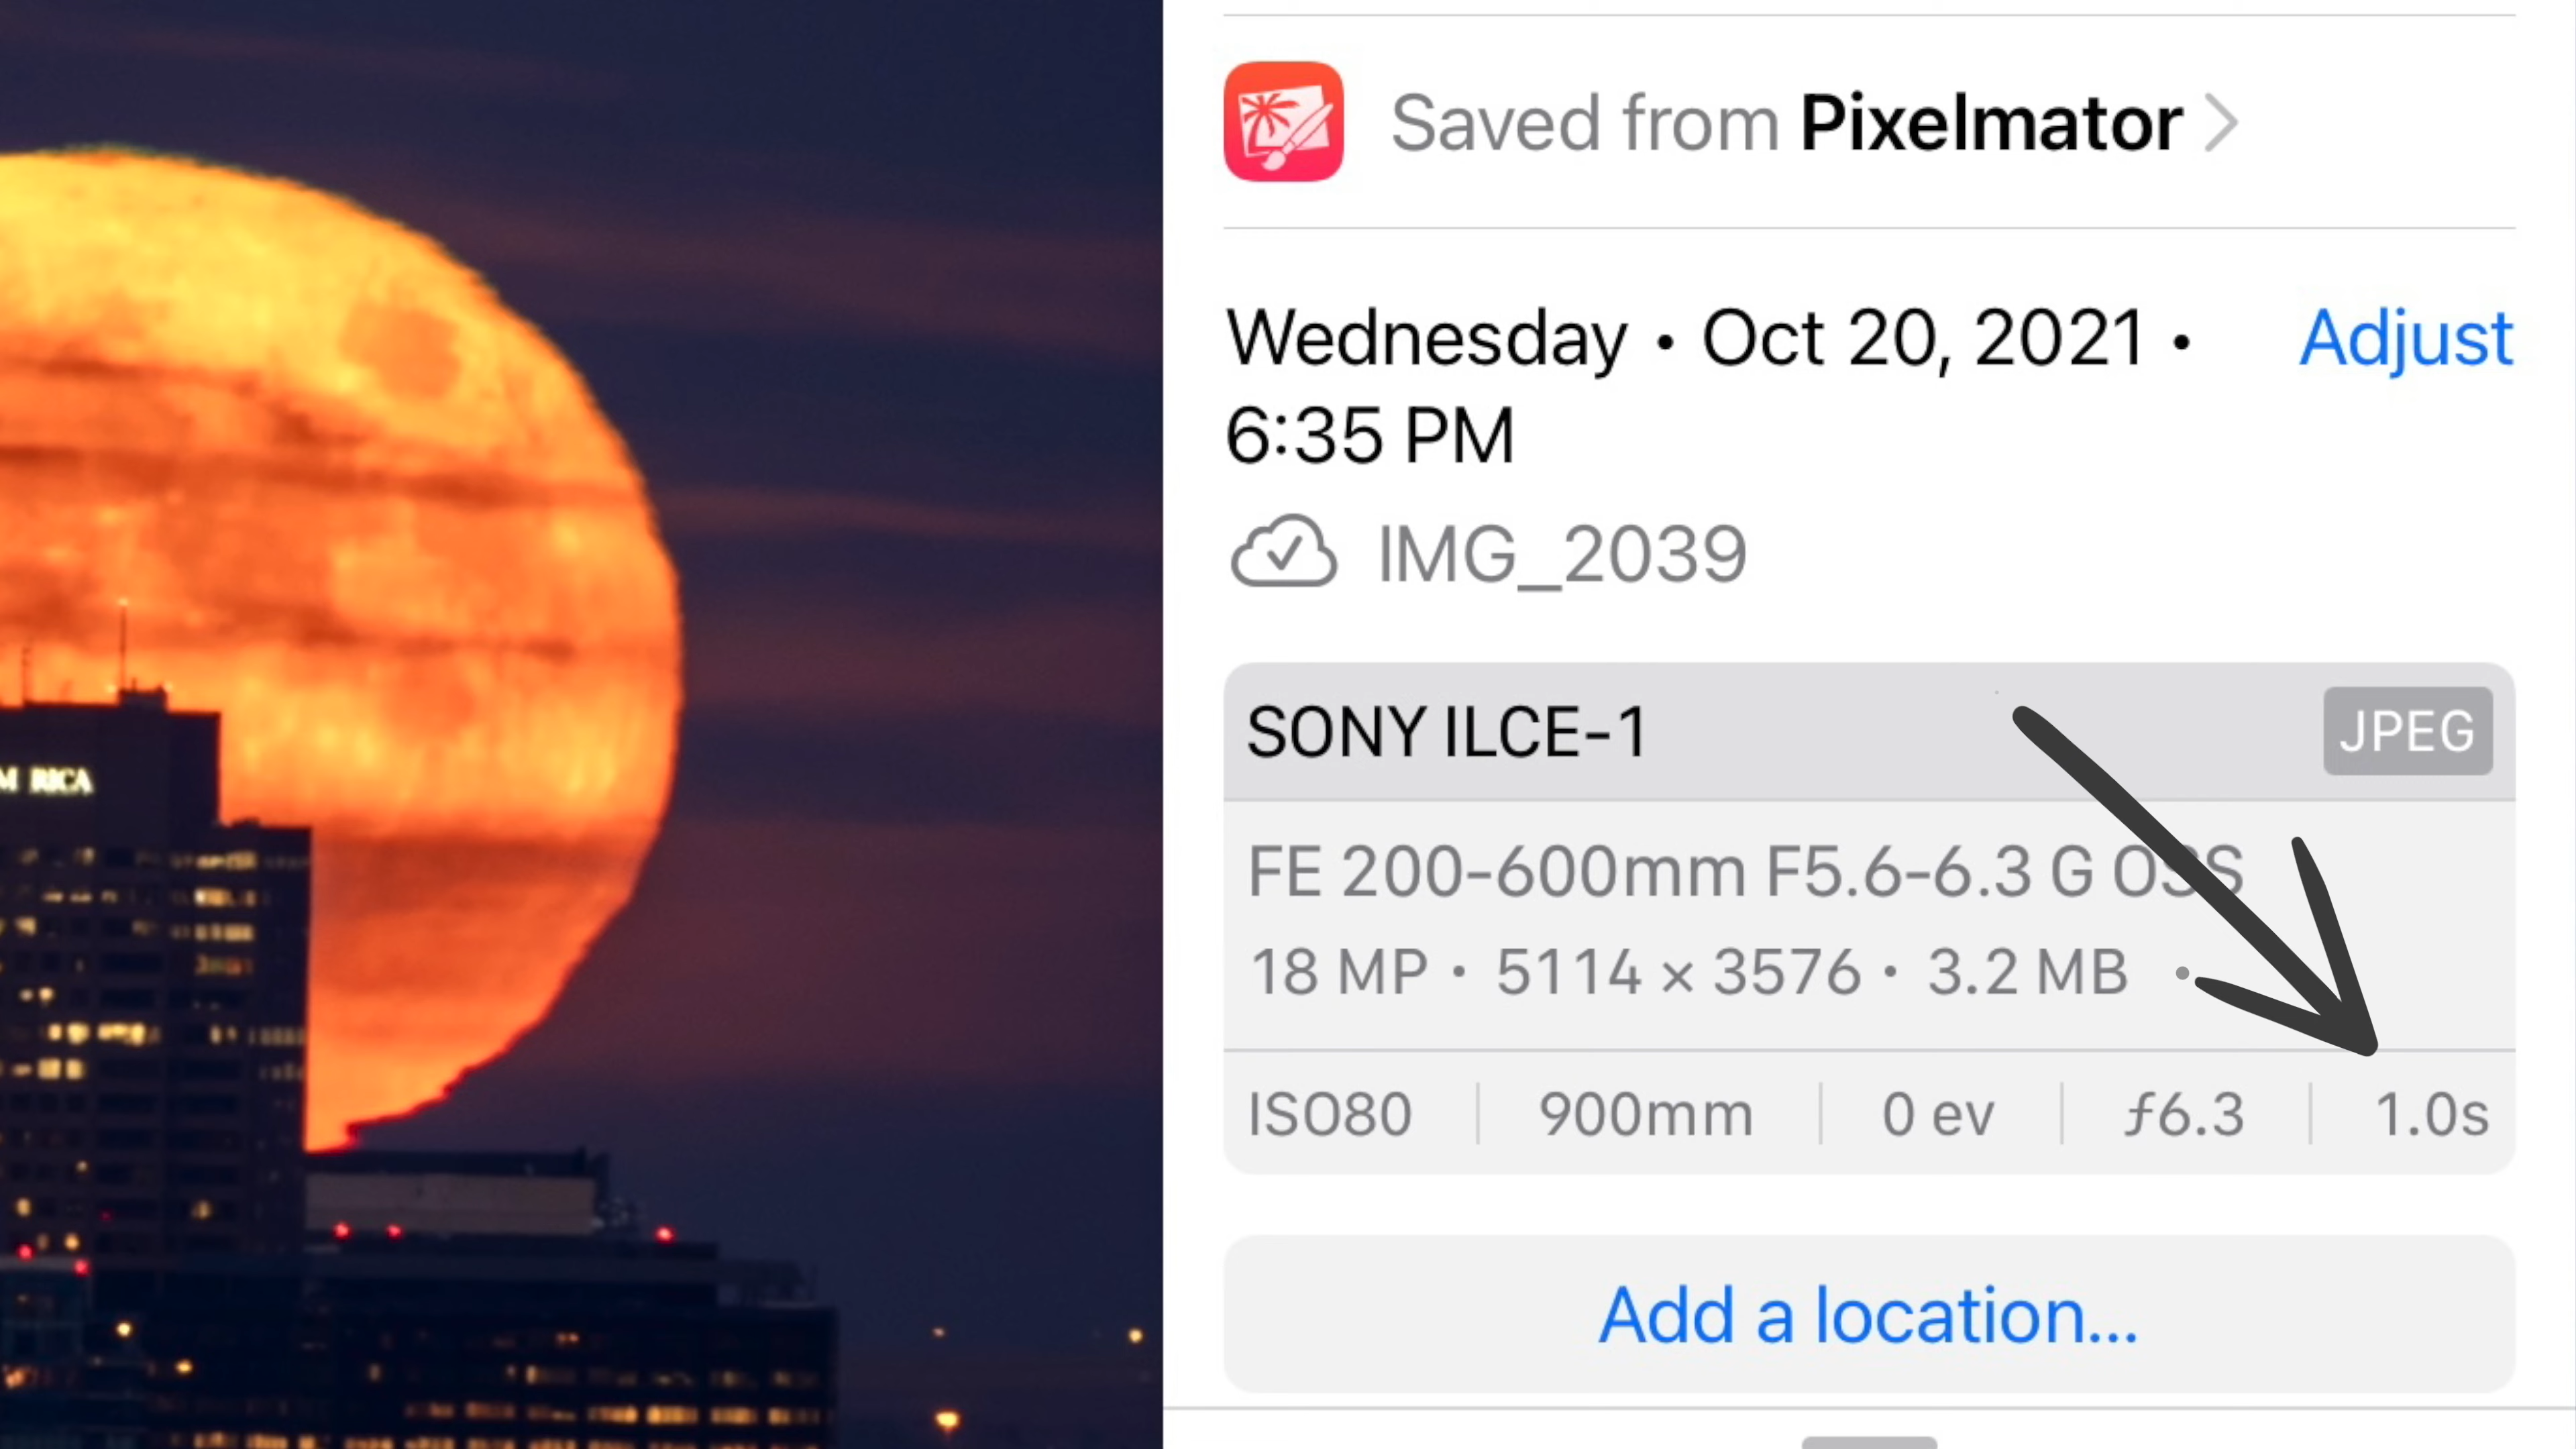 M RICA
Saved from Pixelmator
Wednesday • Oct 20, 2021 •
Adjust
6:35 PM
IMG_2039
SONY ILCE-1
JPEG
FE 200-600mm F5.6-6.3 G OSS
18 MP • 5114 × 3576 • 3.2 MB •
ISO80
900mm
0 ev
ƒ6.3
1.0s
Add a location...